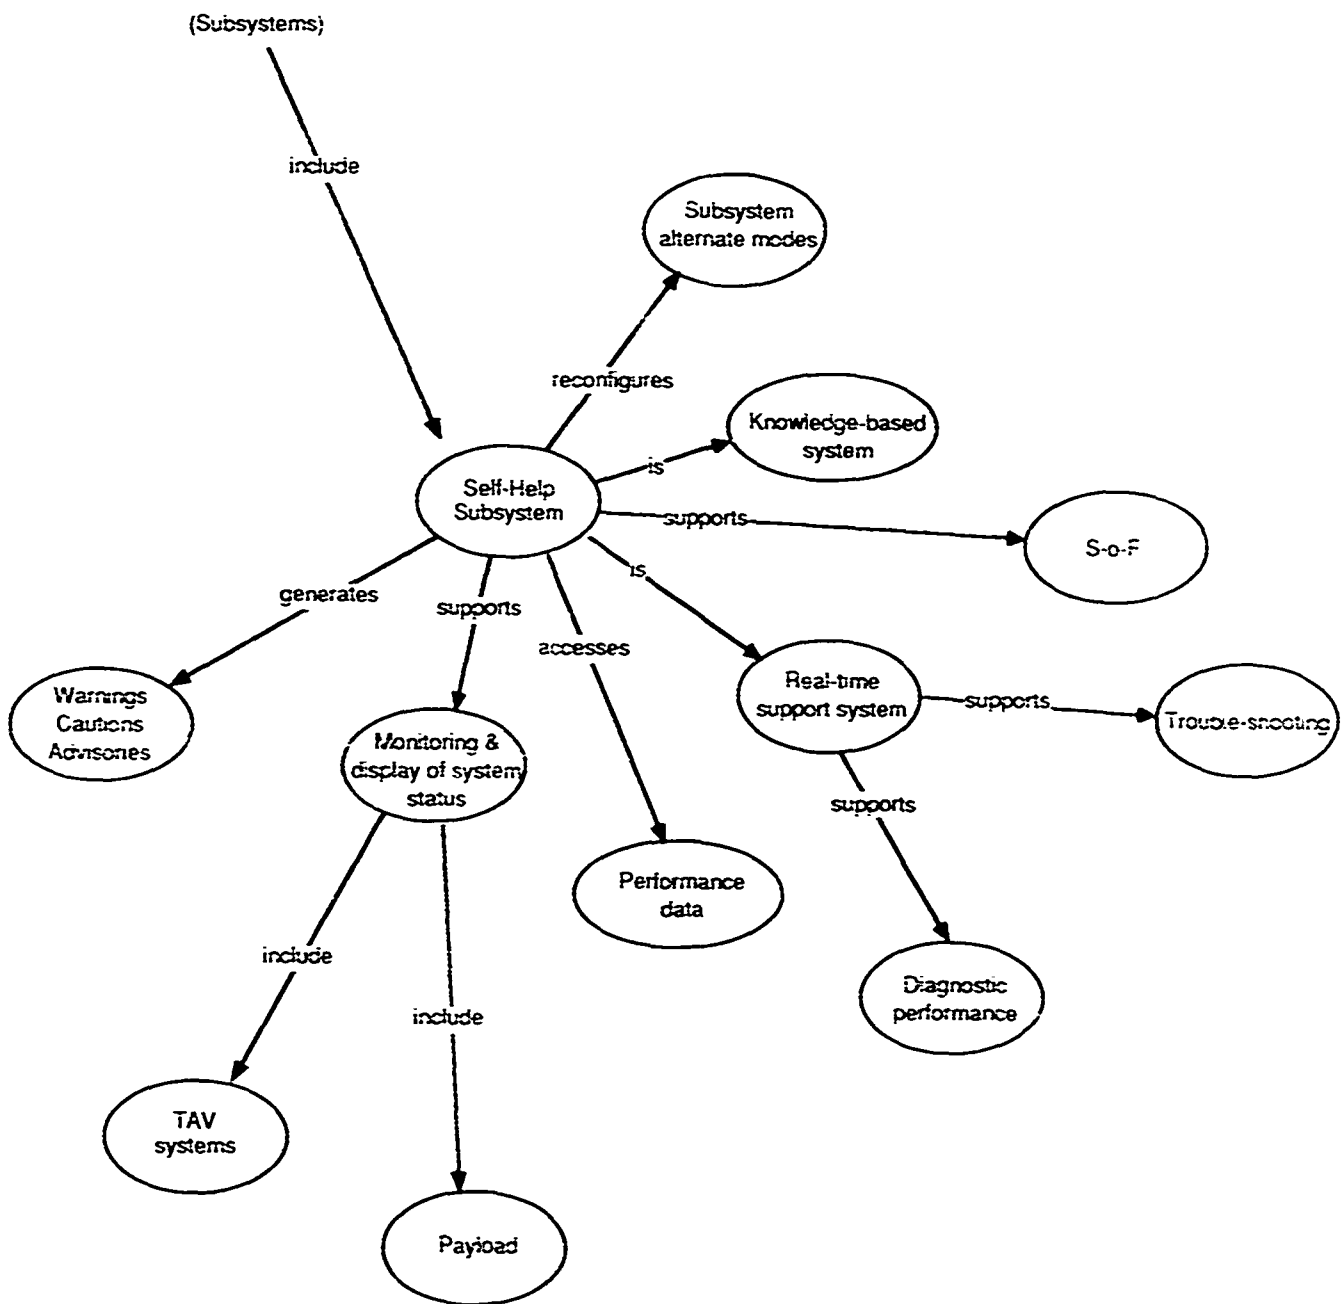 (Subsystems)
include
Subsystem
alternate modes
reconfigures
Knowledge-based
system
is
Self-Help
Subsystem
supports
S-o-F
is
generates
supports
accesses
Warnings
Cautions
Advisories
Monitoring &
display of system
status
Real-time
support system
supports
Trouble-shooting
supports
Performance
data
include
Diagnostic
performance
include
TAV
systems
Payload